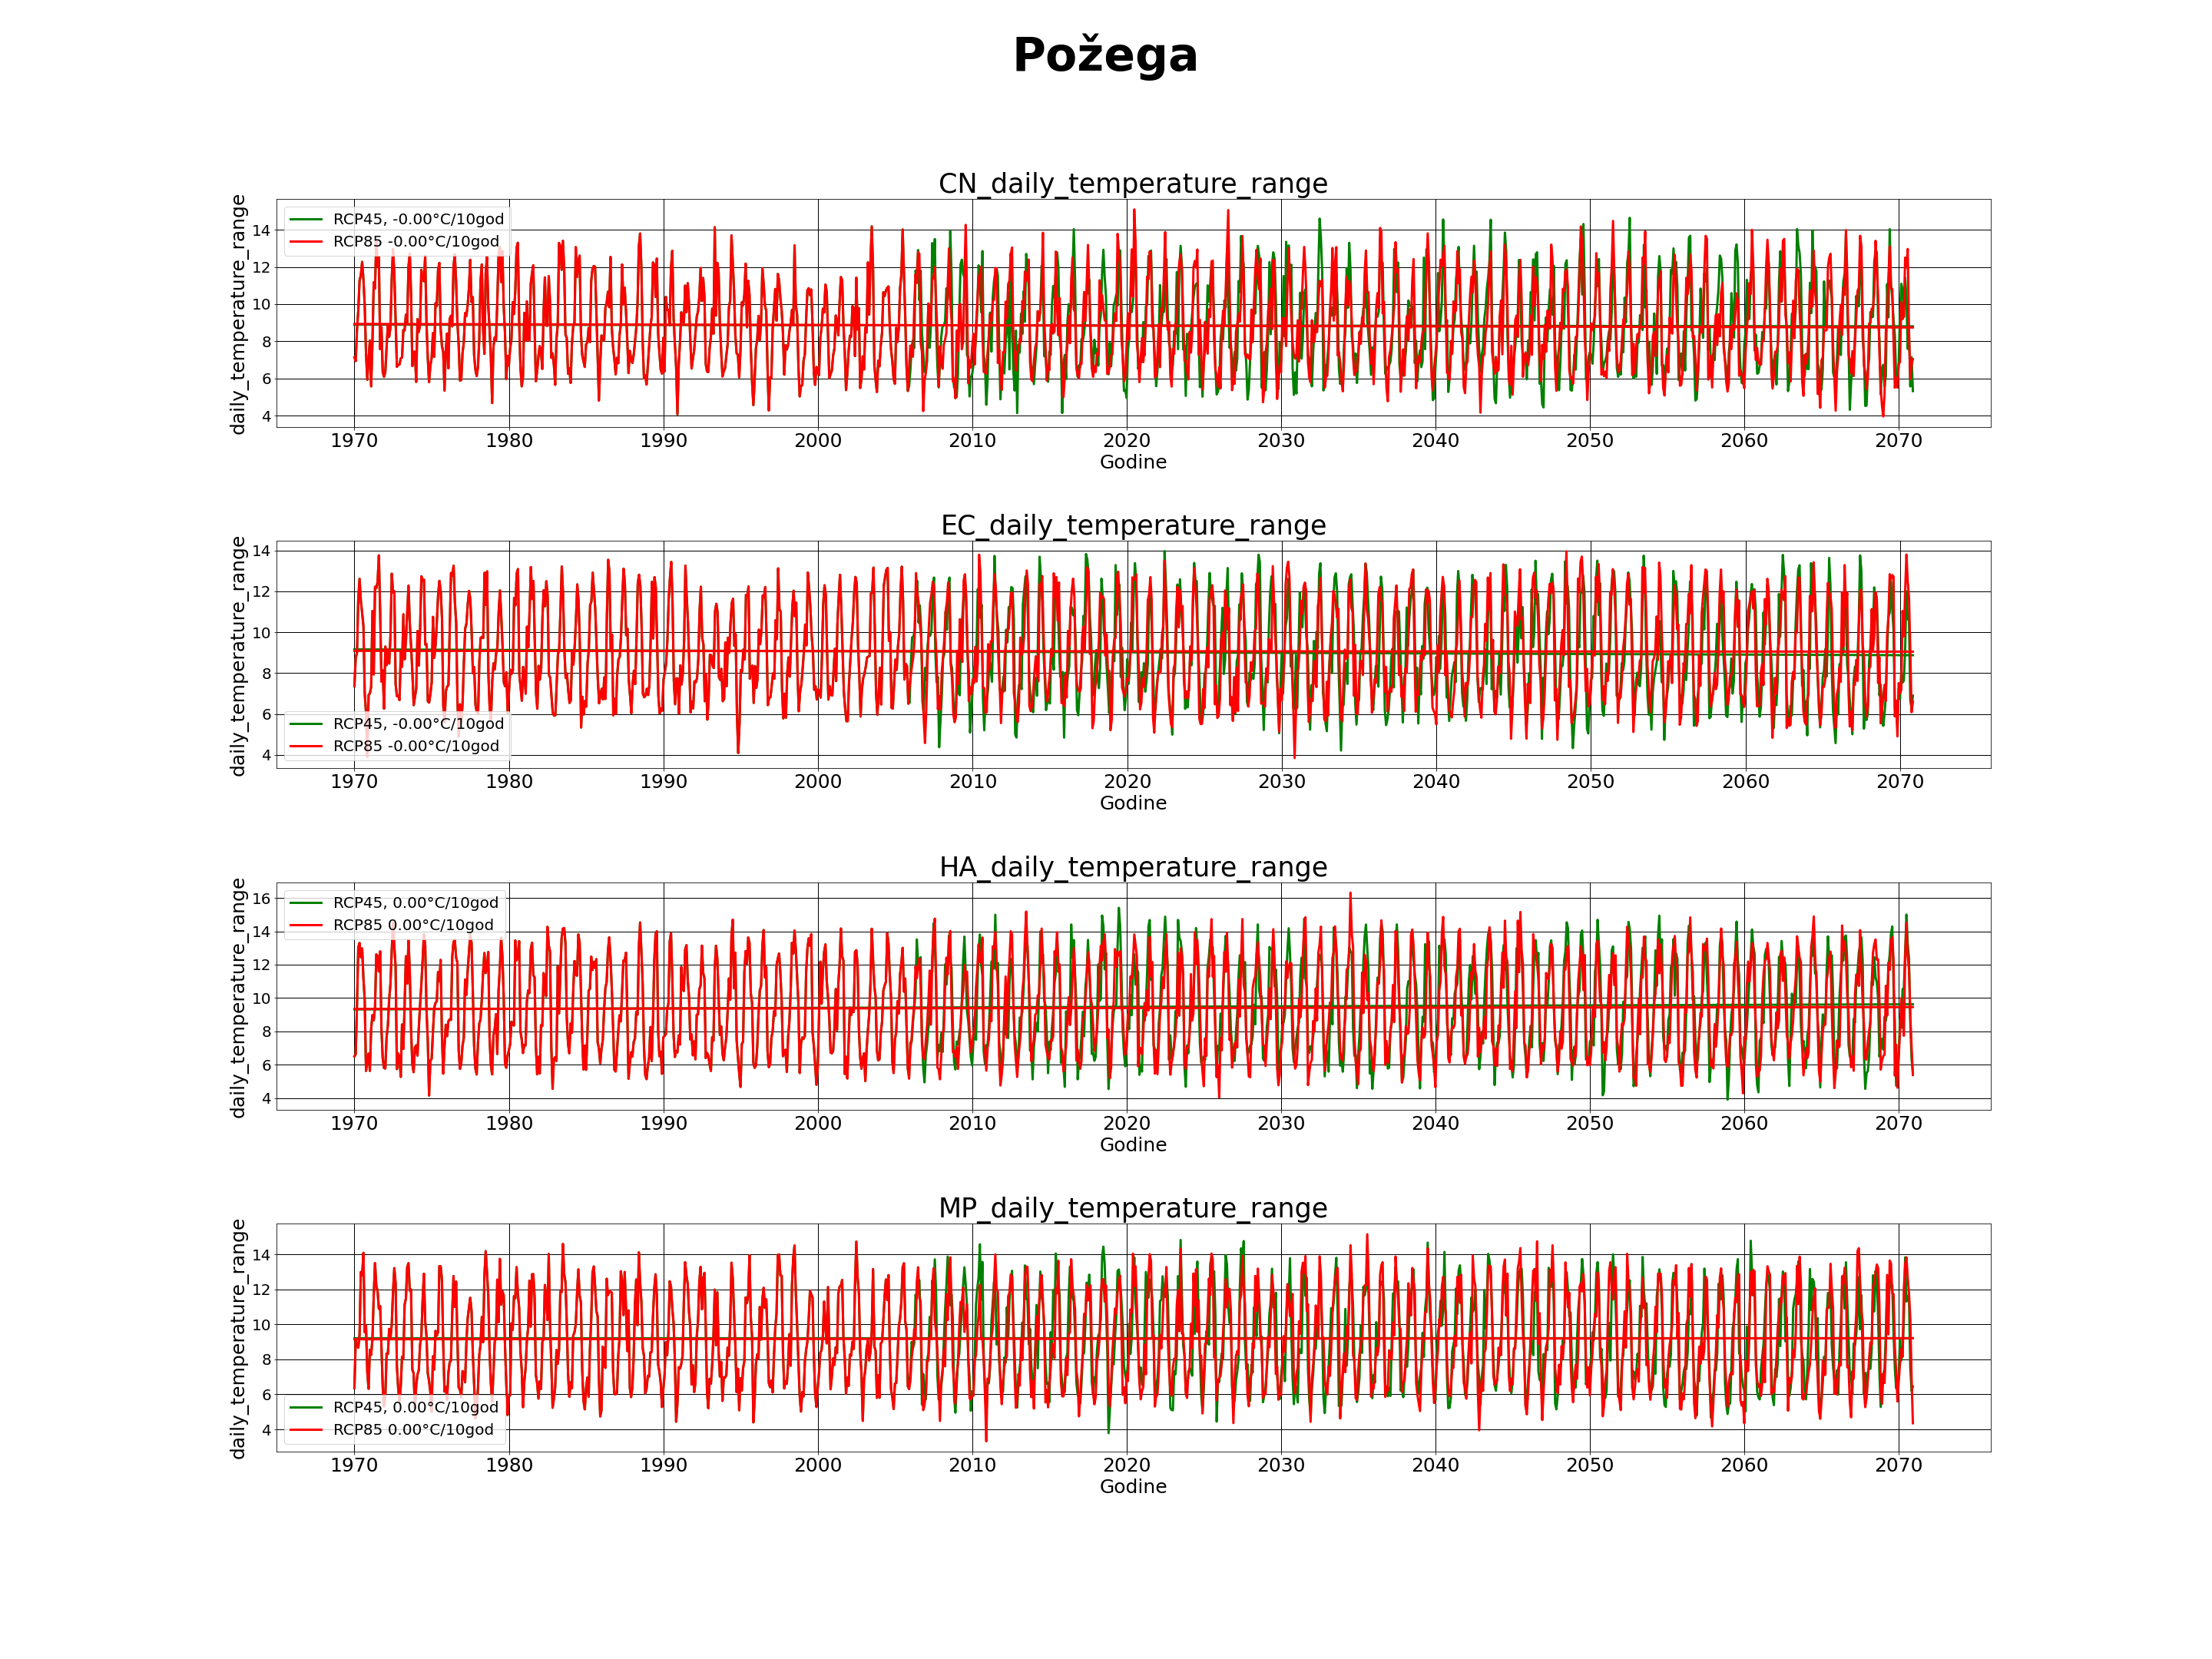 Požega
CN_daily_temperature_range
daily_temperature_range
14
12
10
8
6
4
RCP45, -0.00°C/10god
RCP85 -0.00°C/10god
1970 1980 1990 2000 2010 2020 2030 2040 2050 2060 2070
Godine
EC_daily_temperature_range
daily_temperature_range
14
12
10
8
6
4
RCP45, -0.00°C/10god
RCP85 -0.00°C/10god
1970 1980 1990 2000 2010 2020 2030 2040 2050 2060 2070
Godine
HA_daily_temperature_range
daily_temperature_range
16
14
12
10
8
6
4
RCP45, 0.00°C/10god
RCP85 0.00°C/10god
1970 1980 1990 2000 2010 2020 2030 2040 2050 2060 2070
Godine
MP_daily_temperature_range
daily_temperature_range
14
12
10
8
6
4
RCP45, 0.00°C/10god
RCP85 0.00°C/10god
1970 1980 1990 2000 2010 2020 2030 2040 2050 2060 2070
Godine